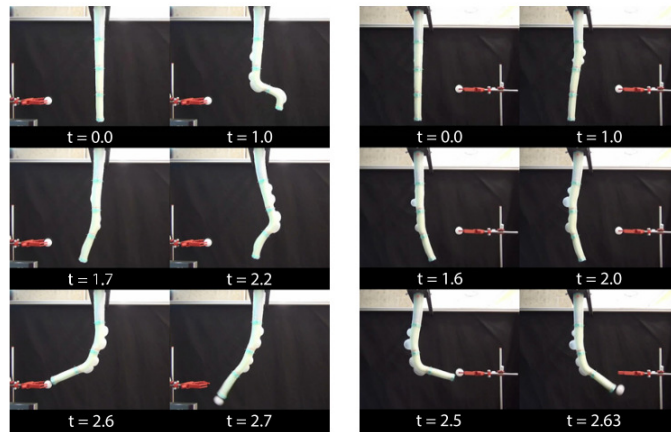 t = 0.0
t = 1.0
t = 1.7
t = 2.2
t = 2.6
t = 2.7
t = 0.0
t = 1.0
t = 1.6
t = 2.0
t = 2.5
t = 2.63